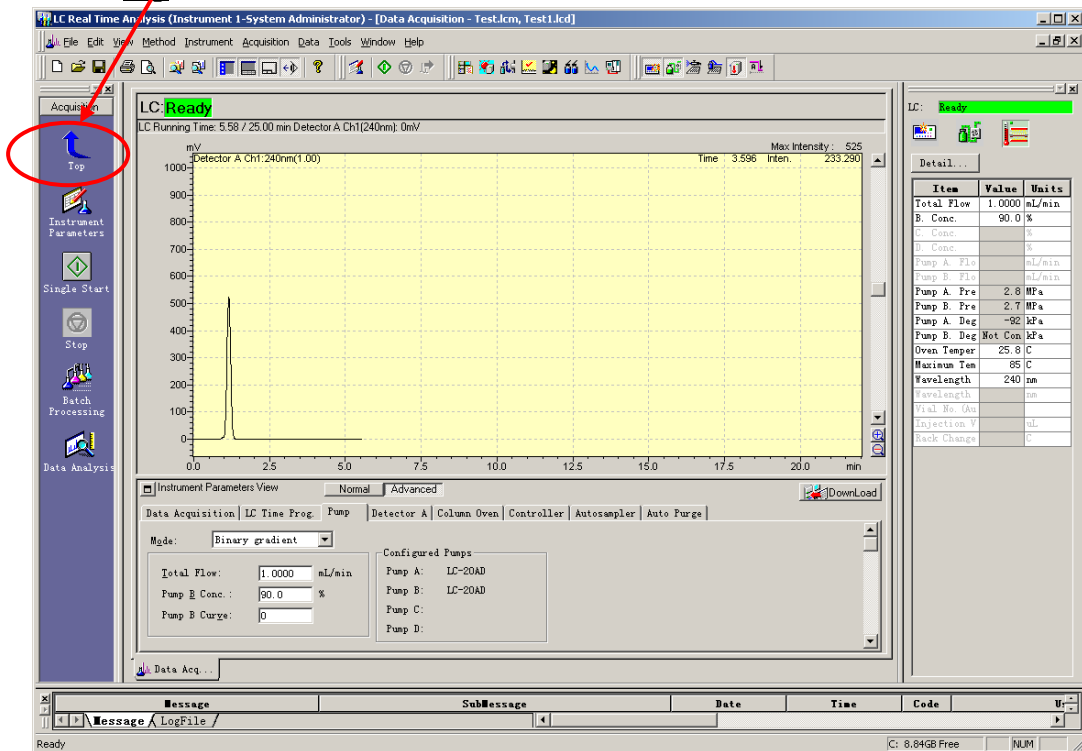 LC Real Time Analysis (Instrument 1-System Administrator) - [Data Acquisition - Test.lcm, Test1.lcd]
File Edit View Method Instrument Acquisition Data Tools Window Help
Acquisition
Top
Instrument
Parameters
Single Start
Stop
Batch
Processing
Data Analysis
LC: Ready
LC Running Time: 5.58 / 25.00 min Detector A Ch1(240nm): 0mV
mV
Max Intensity : 525
Detector A Ch1:240nm(1.00)
Time 3.596 Inten. 233.290
1000
900
800
700
600
500
400
300
200
100
0
0.0 2.5 5.0 7.5 10.0 12.5 15.0 17.5 20.0 min
Instrument Parameters View Normal Advanced DownLoad
Data Acquisition LC Time Prog. Pump Detector A Column Oven Controller Autosampler Auto Purge
Mode: Binary gradient
Total Flow: 1.0000 mL/min
Pump B Conc. : 90.0 %
Pump B Curve: 0
Configured Pumps
Pump A: LC-20AD
Pump B: LC-20AD
Pump C:
Pump D:
Data Acq...
LC: Ready
Detail...
Item Value Units
Total Flow 1.0000 mL/min
B. Conc. 90.0 %
C. Conc. %
D. Conc. %
Pump A. Flo mL/min
Pump B. Flo mL/min
Pump A. Pre 2.8 MPa
Pump B. Pre 2.7 MPa
Pump A. Deg -92 kPa
Pump B. Deg Not Con kPa
Oven Temper 25.8 C
Maximum Tem 85 C
Wavelength 240 nm
Wavelength nm
Vial No. (Au
Injection V uL
Rack Change C
Message SubMessage Date Time Code
Message LogFile
Ready C: 8.84GB Free NUM